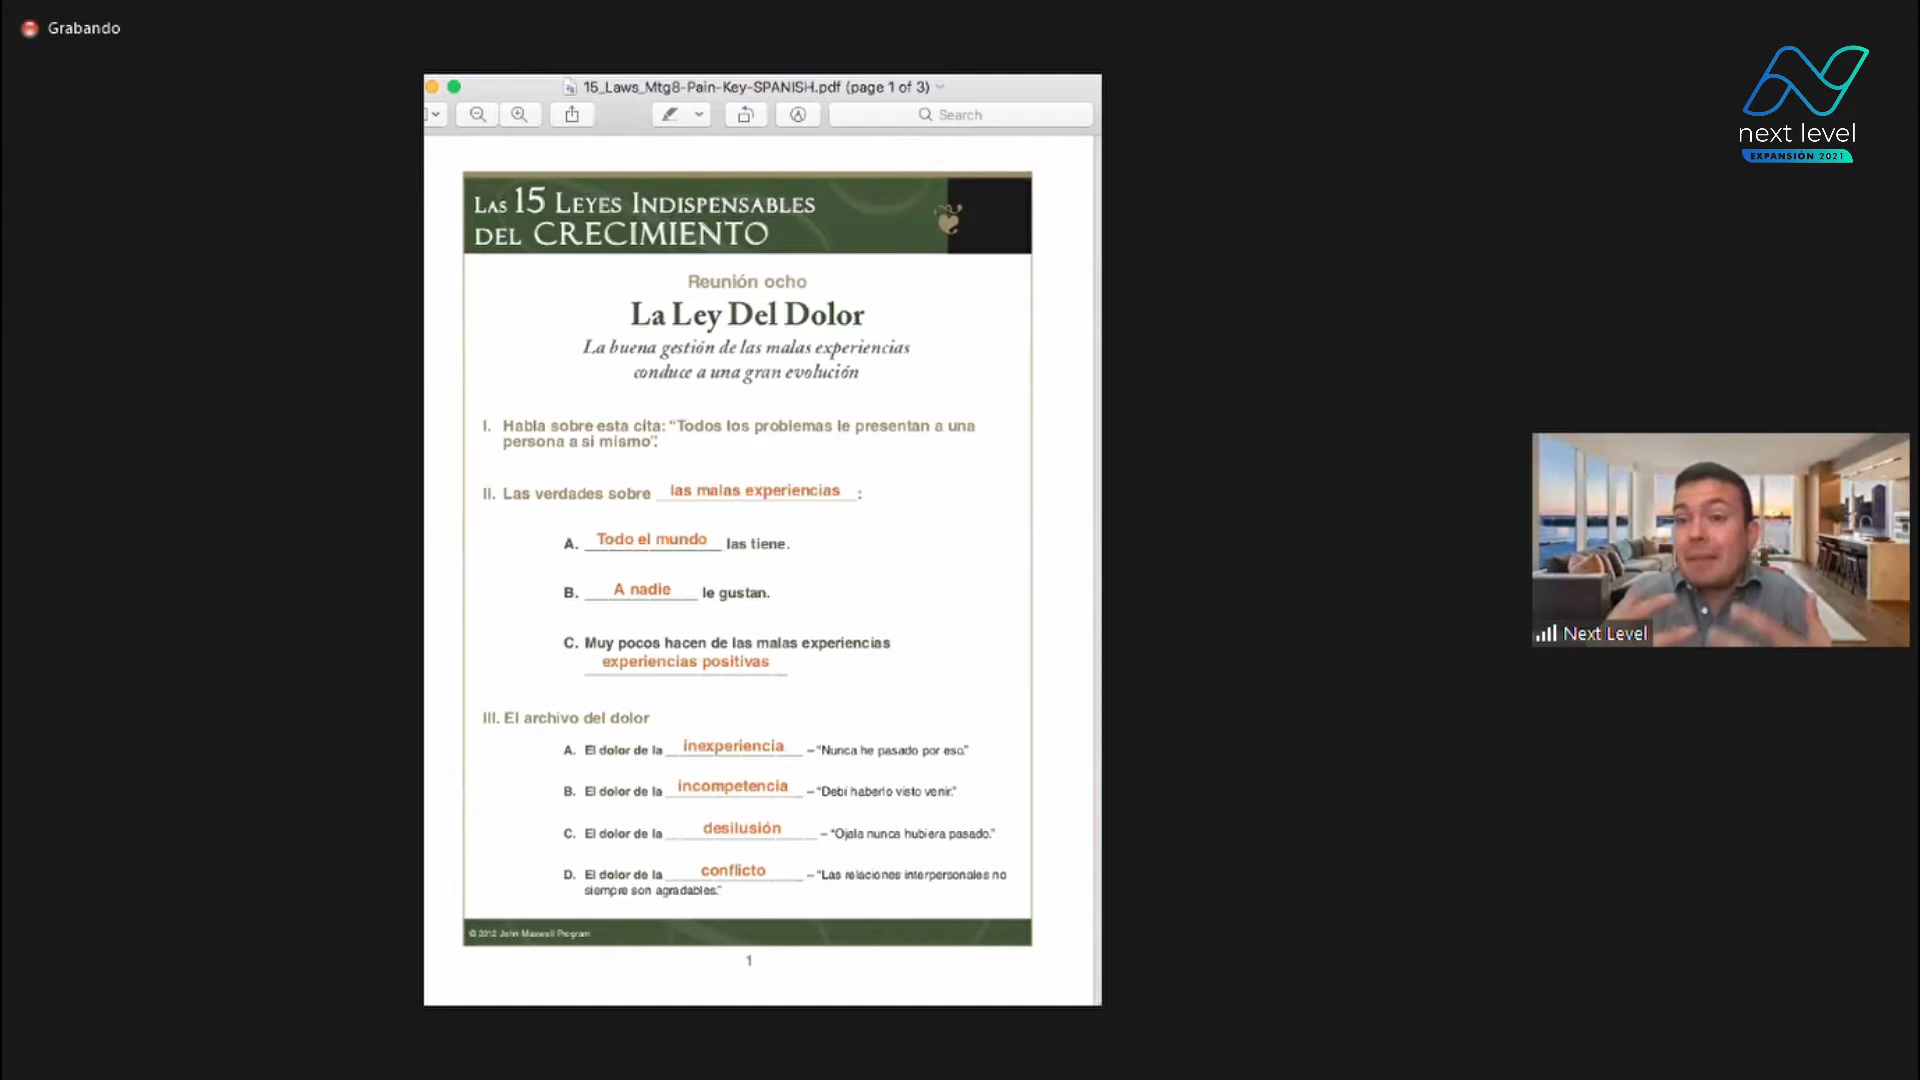 Grabando
next level
EXPANSIÓN 2021
15_Laws_Mtg8-Pain-Key-SPANISH.pdf (page 1 of 3)
Search
LAS 15 LEYES INDISPENSABLES
DEL CRECIMIENTO
Reunión ocho
La Ley Del Dolor
La buena gestión de las malas experiencias
conduce a una gran evolución
I. Habla sobre esta cita: “Todos los problemas le presentan a una
persona a si mismo”.
II. Las verdades sobre las malas experiencias :
A. Todo el mundo las tiene.
B. A nadie le gustan.
C. Muy pocos hacen de las malas experiencias
experiencias positivas
III. El archivo del dolor
A. El dolor de la inexperiencia – “Nunca he pasado por eso.”
B. El dolor de la incompetencia – “Debí haberlo visto venir.”
C. El dolor de la desilusión – “Ojala nunca hubiera pasado.”
D. El dolor de la conflicto – “Las relaciones interpersonales no
siempre son agradables.”
© 2012 John Maxwell Program
1
Next Level